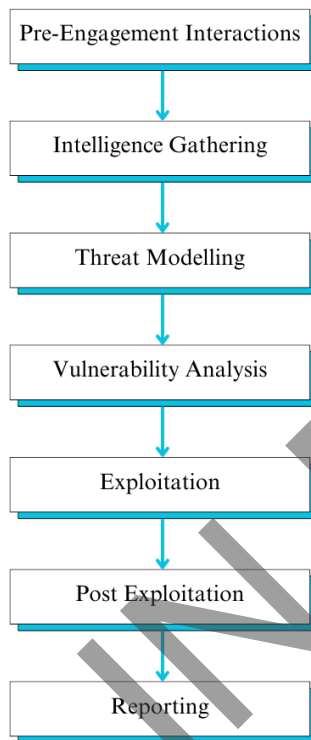 Pre-Engagement Interactions
Intelligence Gathering
Threat Modelling
Vulnerability Analysis
Exploitation
Post Exploitation
Reporting